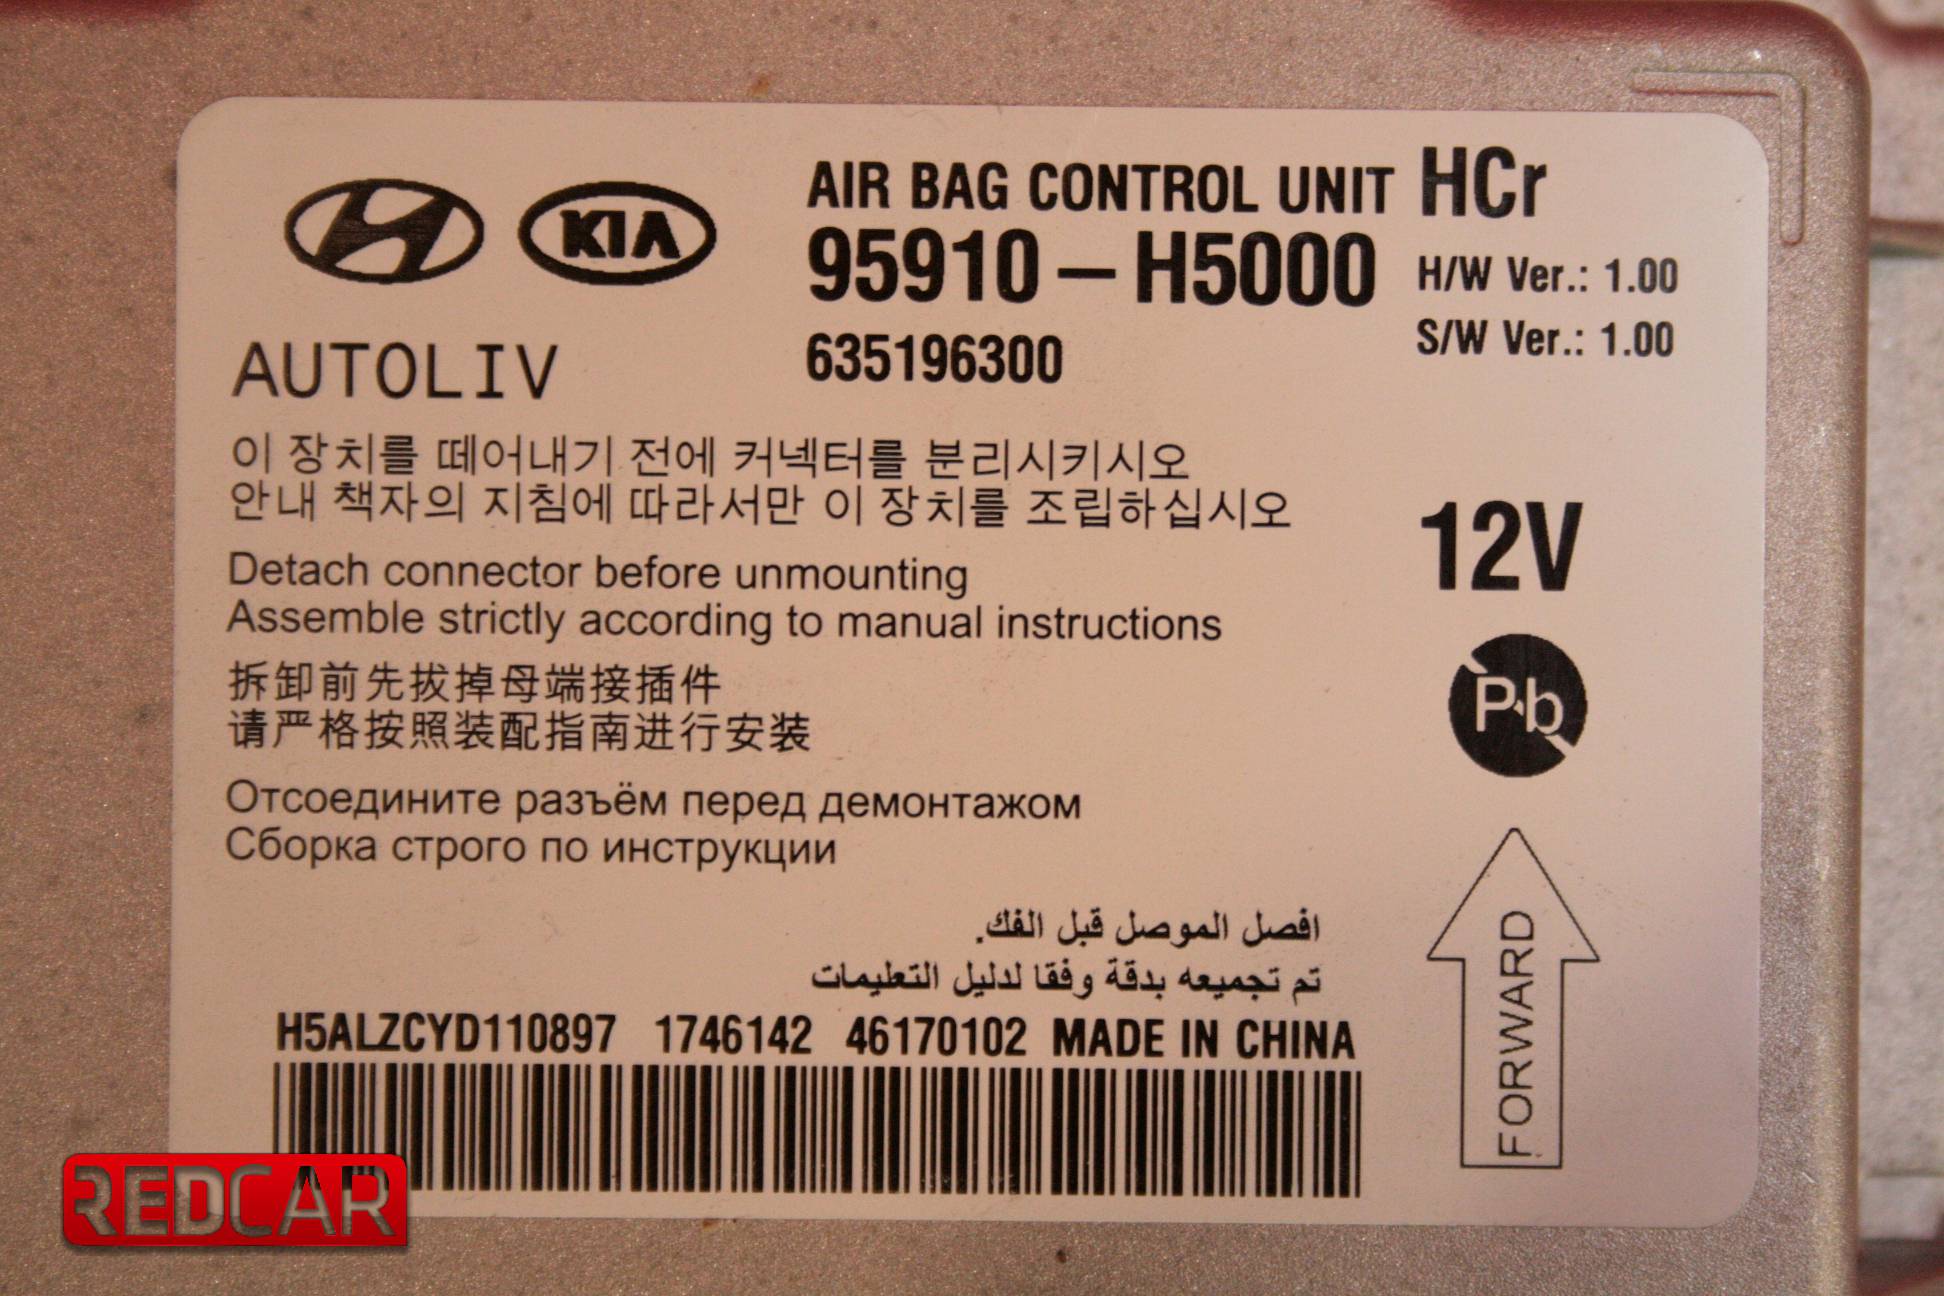 KIA
AIR BAG CONTROL UNIT HCr
95910-H5000
H/W Ver.: 1.00
AUTOLIV
635196300
S/W Ver.: 1.00
이 장치를 떼어내기 전에 커넥터를 분리시키시오
안내 책자의 지침에 따라서만 이 장치를 조립하십시오
12V
Detach connector before unmounting
Assemble strictly according to manual instructions
拆卸前先拔掉母端接插件
请严格按照装配指南进行安装
Pb
Отсоедините разъём перед демонтажом
Сборка строго по инструкции
افصل الموصل قبل الفك.
تم تجميعه بدقة وفقا لدليل التعليمات
FORWARD
H5ALZCYD110897 1746142 46170102 MADE IN CHINA
REDCAR